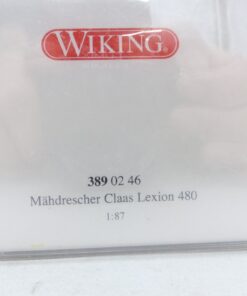 WIKING
389 02 46
Mähdrescher Claas Lexion 480
1:87